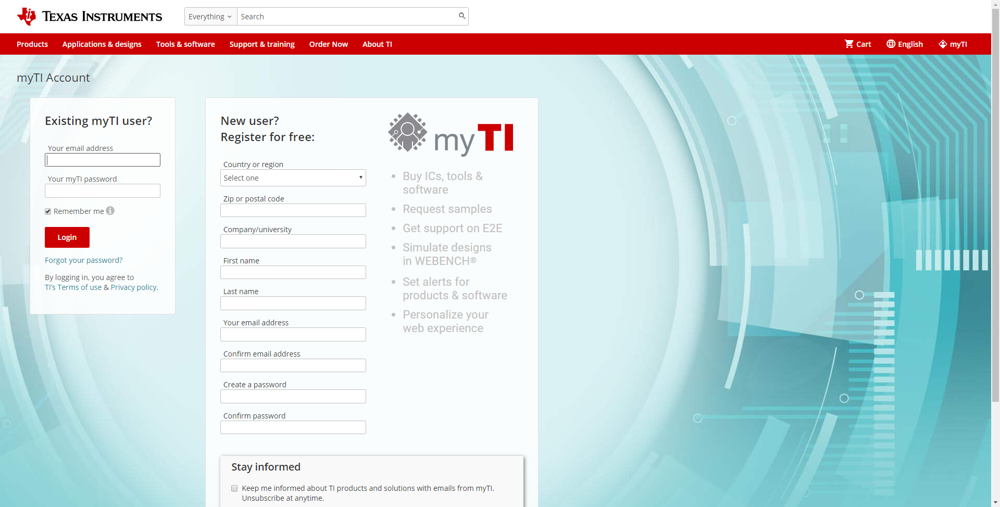 TEXAS INSTRUMENTS
Everything
Search
Products
Applications & designs
Tools & software
Support & training
Order Now
About TI
Cart
English
myTI
myTI Account
Existing myTI user?
Your email address
Your myTI password
Remember me
Login
Forgot your password?
By logging in, you agree to
TI's Terms of use & Privacy policy.
New user?
Register for free:
Country or region
Select one
Zip or postal code
Company/university
First name
Last name
Your email address
Confirm email address
Create a password
Confirm password
my TI
• Buy ICs, tools &
software
• Request samples
• Get support on E2E
• Simulate designs
in WEBENCH®
• Set alerts for
products & software
• Personalize your
web experience
Stay informed
Keep me informed about TI products and solutions with emails from myTI.
Unsubscribe at anytime.